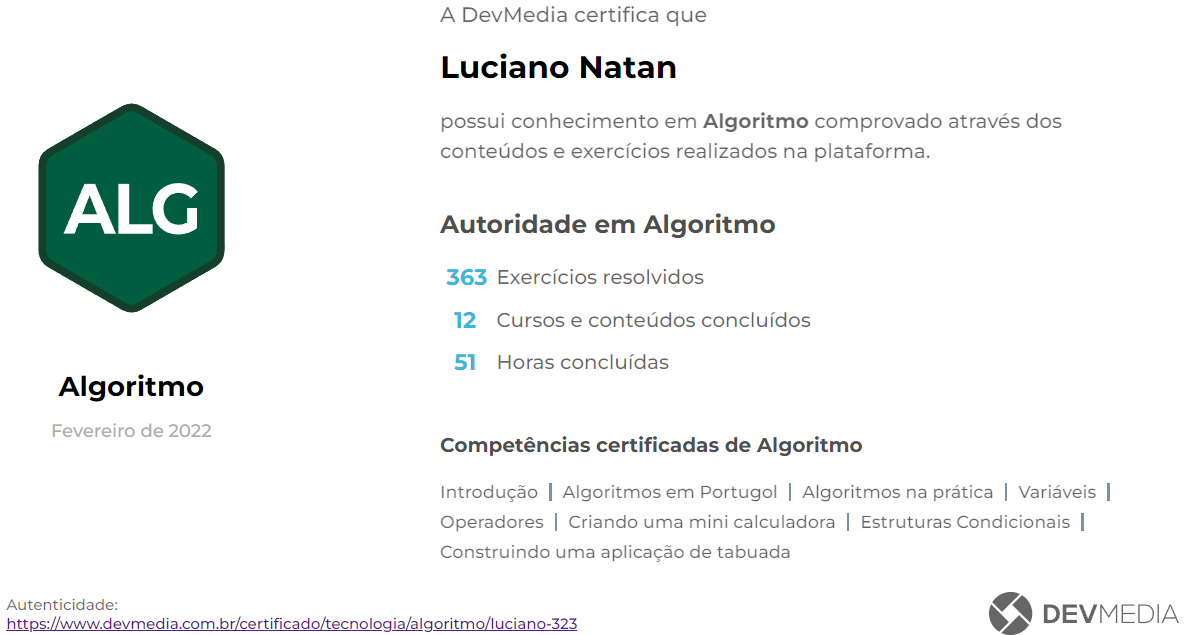 A DevMedia certifica que
Luciano Natan
possui conhecimento em Algoritmo comprovado através dos
conteúdos e exercícios realizados na plataforma.
ALG
Algoritmo
Fevereiro de 2022
Autoridade em Algoritmo
363 Exercícios resolvidos
12 Cursos e conteúdos concluídos
51 Horas concluídas
Competências certificadas de Algoritmo
Introdução | Algoritmos em Portugol | Algoritmos na prática | Variáveis |
Operadores | Criando uma mini calculadora | Estruturas Condicionais |
Construindo uma aplicação de tabuada
Autenticidade:
https://www.devmedia.com.br/certificado/tecnologia/algoritmo/luciano-323
DEVMEDIA